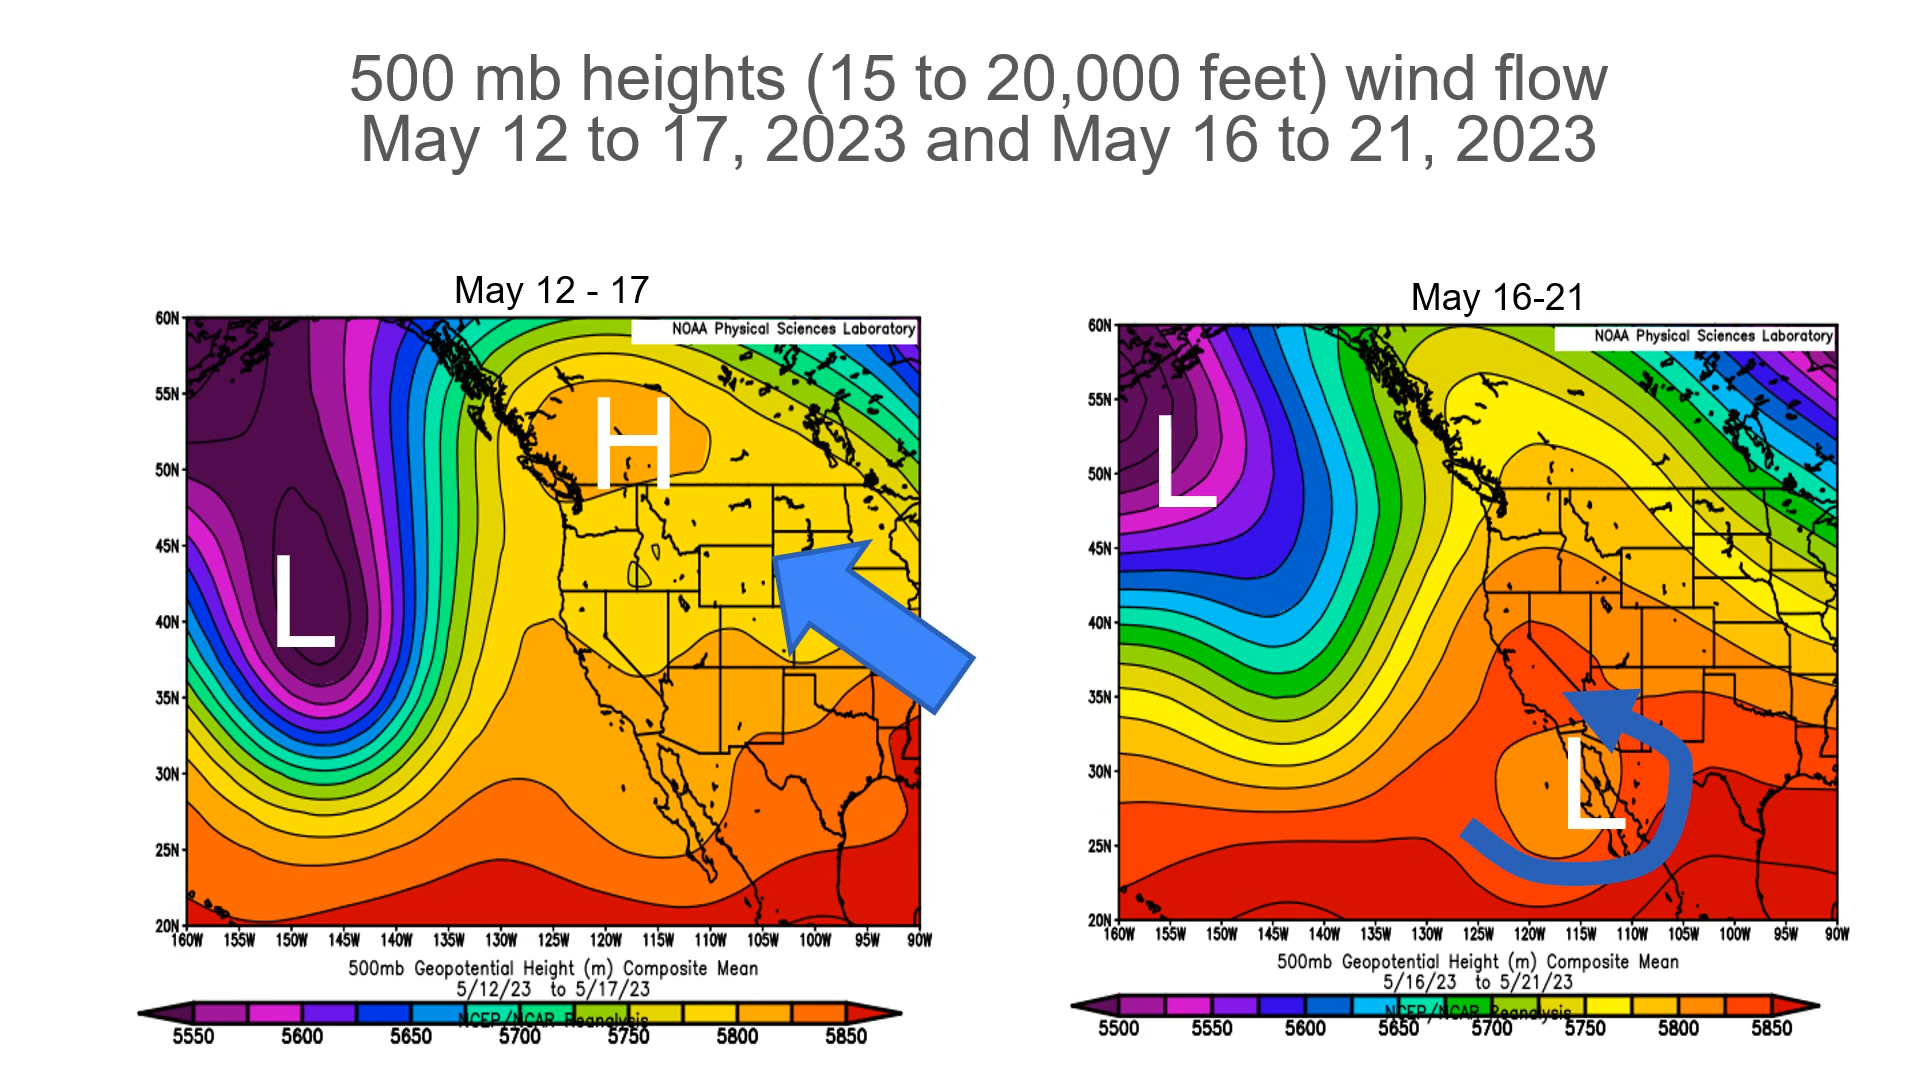 500 mb heights (15 to 20,000 feet) wind flow
May 12 to 17, 2023 and May 16 to 21, 2023
May 12 - 17
NOAA Physical Sciences Laboratory
60N
55N
50N
45N
40N
35N
30N
25N
20N
H
L
160W 155W 150W 145W 140W 135W 130W 125W 120W 115W 110W 105W 100W 95W 90W
500mb Geopotential Height (m) Composite Mean
5/12/23 to 5/17/23
NCEP/NCAR Reanalysis
5550 5600 5650 5700 5750 5800 5850
May 16-21
NOAA Physical Sciences Laboratory
60N
55N
50N
45N
40N
35N
30N
25N
20N
L
L
160W 155W 150W 145W 140W 135W 130W 125W 120W 115W 110W 105W 100W 95W 90W
500mb Geopotential Height (m) Composite Mean
5/16/23 to 5/21/23
NCEP/NCAR Reanalysis
5500 5550 5600 5650 5700 5750 5800 5850